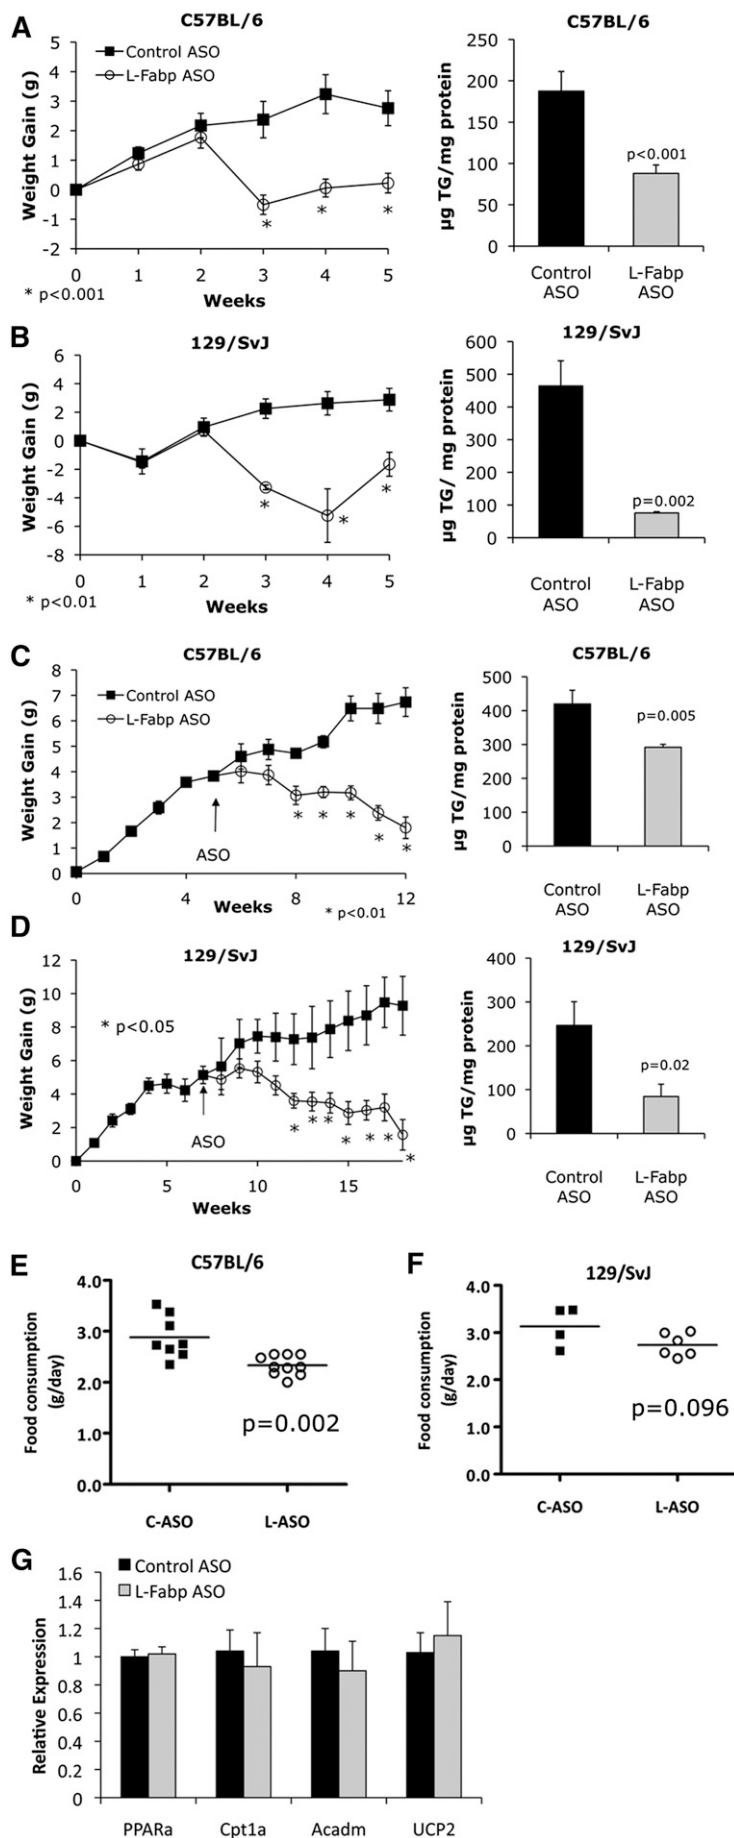 A
C57BL/6
Control ASO
L-Fabp ASO
Weight Gain (g)
5
4
3
2
1
0
-1
-2
*
*
*
0 1 2 3 4 5
* p<0.001
Weeks
C57BL/6
µg TG/mg protein
250
200
150
100
50
0
p<0.001
Control ASO
L-Fabp ASO
B
129/SvJ
Weight Gain (g)
6
4
2
0
-2
-4
-6
-8
*
*
*
0 1 2 3 4 5
* p<0.01
Weeks
129/SvJ
µg TG/ mg protein
600
500
400
300
200
100
0
p=0.002
Control ASO
L-Fabp ASO
C
C57BL/6
Control ASO
L-Fabp ASO
Weight Gain (g)
8
7
6
5
4
3
2
1
0
ASO
* * * * *
0 4 8 12
Weeks
* p<0.01
C57BL/6
µg TG/mg protein
500
400
300
200
100
0
p=0.005
Control ASO
L-Fabp ASO
D
129/SvJ
* p<0.05
Weight Gain (g)
12
10
8
6
4
2
0
ASO
* * * * * * *
0 5 10 15
Weeks
129/SvJ
µg TG/mg protein
400
300
200
100
0
p=0.02
Control ASO
L-Fabp ASO
E
C57BL/6
Food consumption
(g/day)
4.0
3.0
2.0
1.0
0.0
p=0.002
C-ASO L-ASO
F
129/SvJ
Food consumption
(g/day)
4.0
3.0
2.0
1.0
0.0
p=0.096
C-ASO L-ASO
G
Control ASO
L-Fabp ASO
Relative Expression
1.6
1.4
1.2
1
0.8
0.6
0.4
0.2
0
PPARa Cpt1a Acadm UCP2